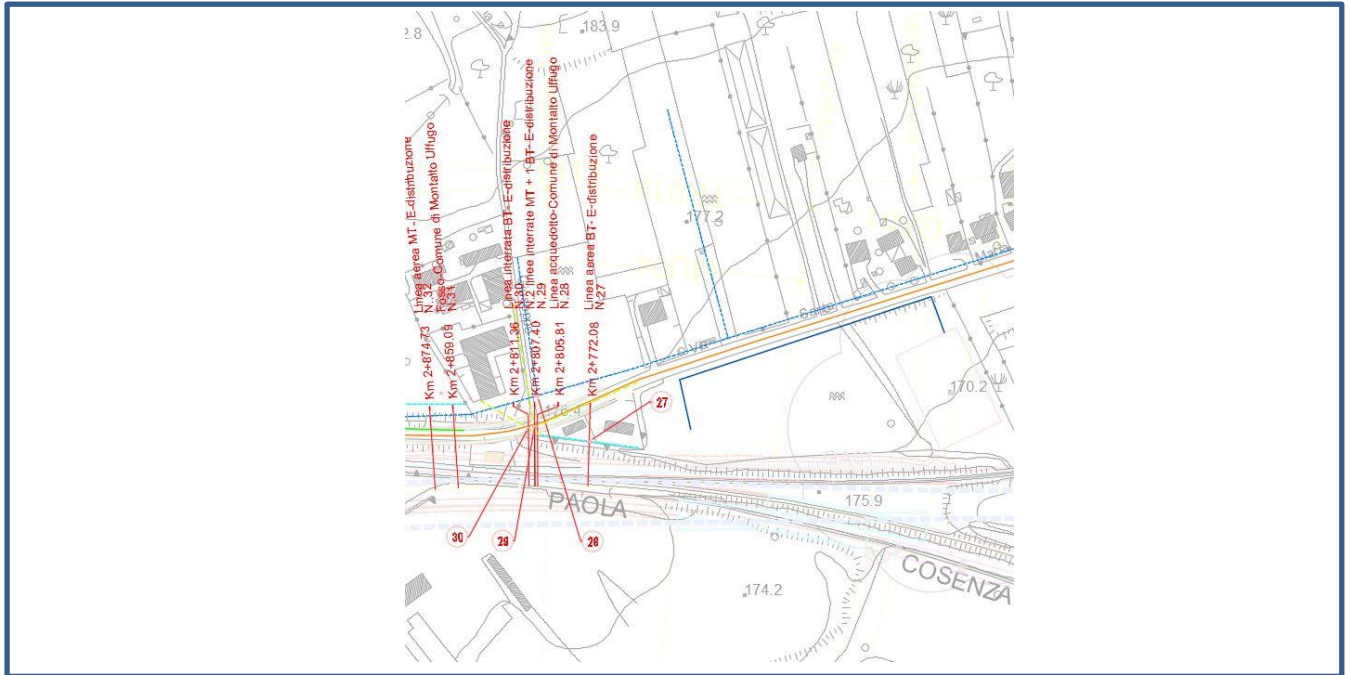 2.8
183.9
Linea aerea MT- E-distribuzione
Km 2+874.73 N.32
Fosso-Comune di Montalto Uffugo
Km 2+859.09 N.31
Linea interrata BT- E-distribuzione
Km 2+811.36 N.30
N.2 linee interrate MT + 1 BT- E-distribuzione
Km 2+807.40 N.29
Linea acquedotto-Comune di Montalto Uffugo
Km 2+805.81 N.28
Linea aerea BT- E-distribuzione
Km 2+772.08 N.27
177.2
Maria
Santa
170.2
27
175.9
PAOLA
30
29
28
COSENZA
174.2